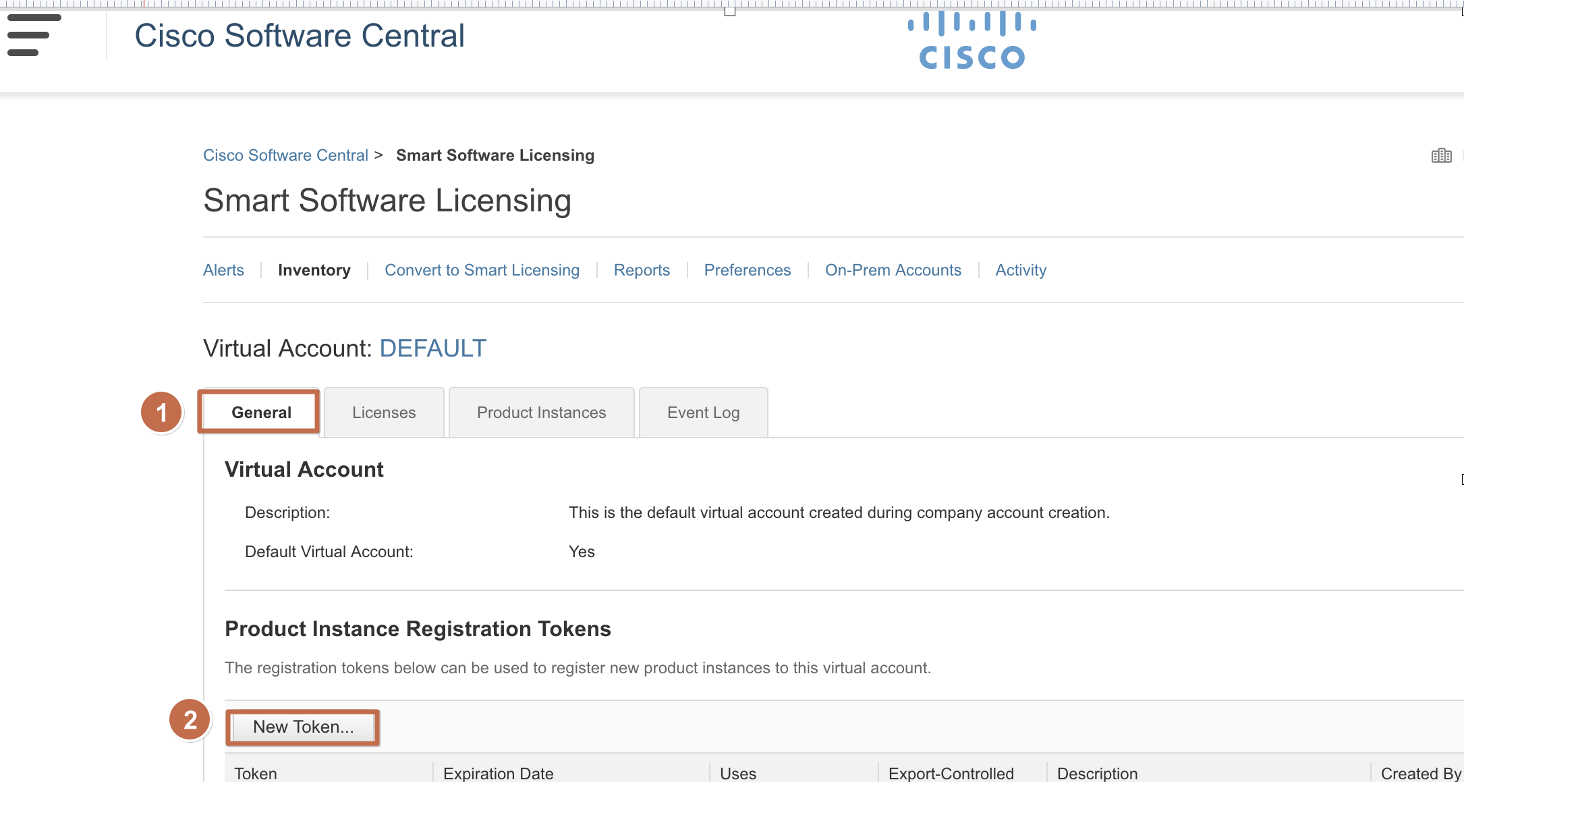 Cisco Software Central
CISCO
Cisco Software Central > Smart Software Licensing
Smart Software Licensing
Alerts Inventory Convert to Smart Licensing Reports Preferences On-Prem Accounts Activity
Virtual Account: DEFAULT
1 General Licenses Product Instances Event Log
Virtual Account
Description: This is the default virtual account created during company account creation.
Default Virtual Account: Yes
Product Instance Registration Tokens
The registration tokens below can be used to register new product instances to this virtual account.
2 New Token...
Token Expiration Date Uses Export-Controlled Description Created By